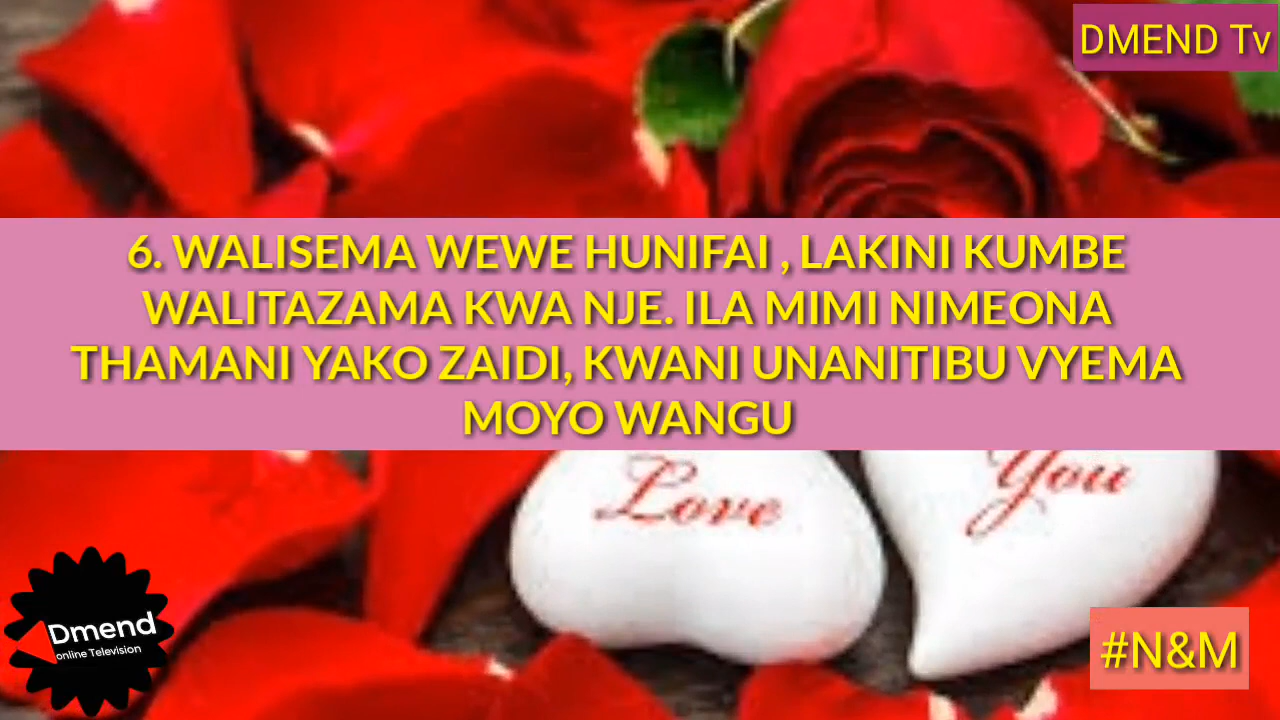 DMEND Tv
6. WALISEMA WEWE HUNIFAI , LAKINI KUMBE
WALITAZAMA KWA NJE. ILA MIMI NIMEONA
THAMANI YAKO ZAIDI, KWANI UNANITIBU VYEMA
MOYO WANGU
Love
You
Dmend
online Television
#N&M